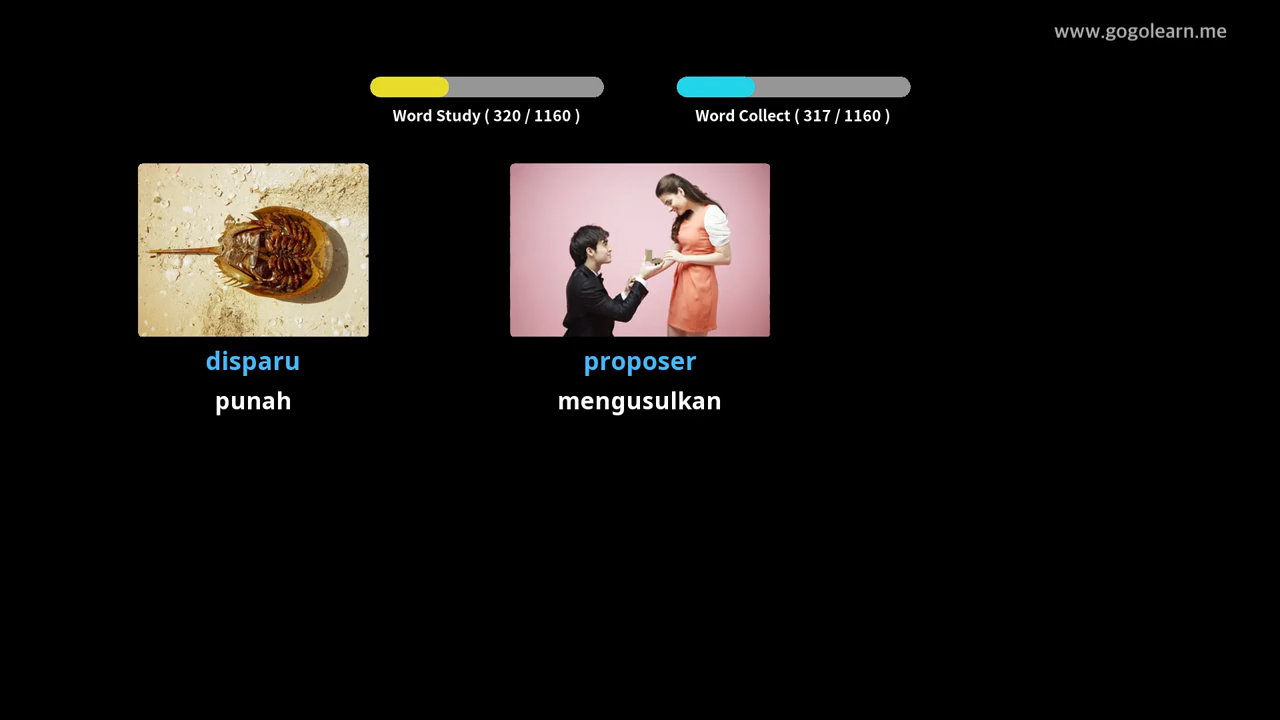 www.gogolearn.me
Word Study ( 320 / 1160 )
Word Collect ( 317 / 1160 )
disparu
proposer
punah
mengusulkan